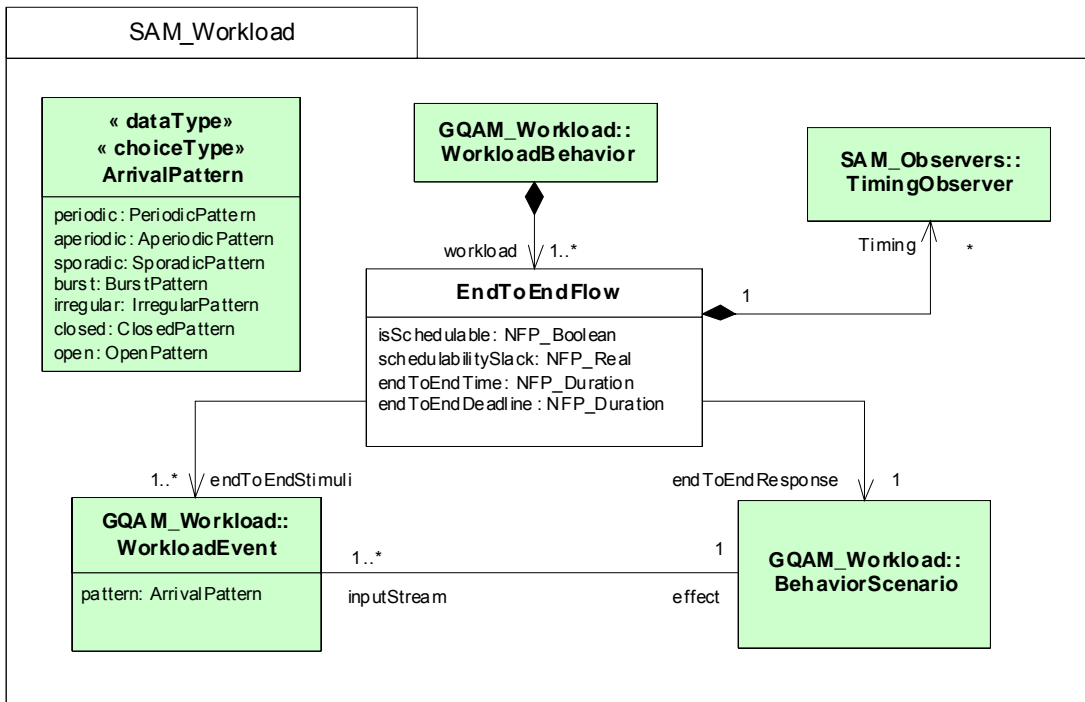 SAM_Workload
« dataType»
« choiceType»
ArrivalPattern
periodic: PeriodicPattern
aperiodic: AperiodicPattern
sporadic: SporadicPattern
burst: BurstPattern
irregular: IrregularPattern
closed: ClosedPattern
open: OpenPattern
GQAM_Workload::
WorkloadBehavior
SAM_Observers::
TimingObserver
workload 1..*
Timing *
EndToEndFlow
1
isSchedulable: NFP_Boolean
schedulabilitySlack: NFP_Real
endToEndTime: NFP_Duration
endToEndDeadline: NFP_Duration
1..* endToEndStimuli
endToEndResponse 1
GQAM_Workload::
WorkloadEvent
pattern: ArrivalPattern
1..* 1
inputStream effect
GQAM_Workload::
BehaviorScenario